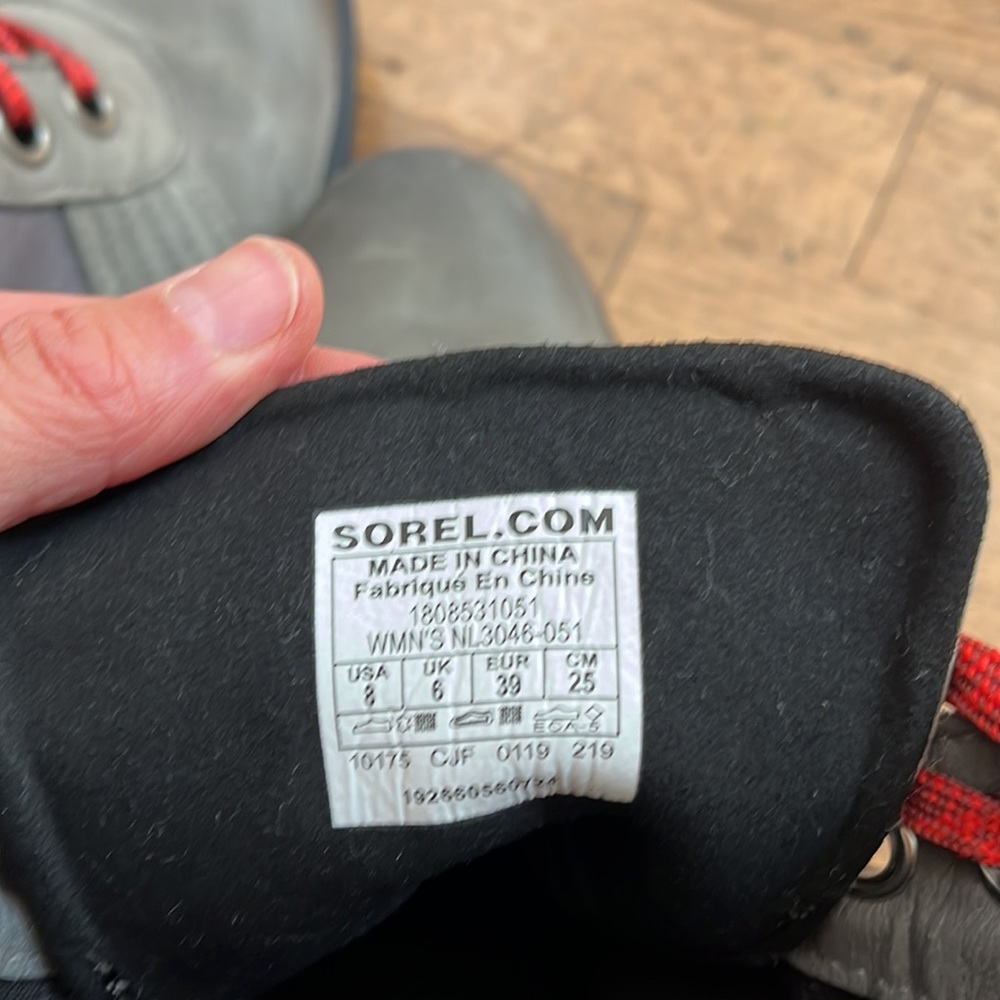 SOREL.COM
MADE IN CHINA
Fabriqué En Chine
1808531051
WMN'S NL3046-051
USA UK EUR CM
8 6 39 25
10175 CJF 0119 219